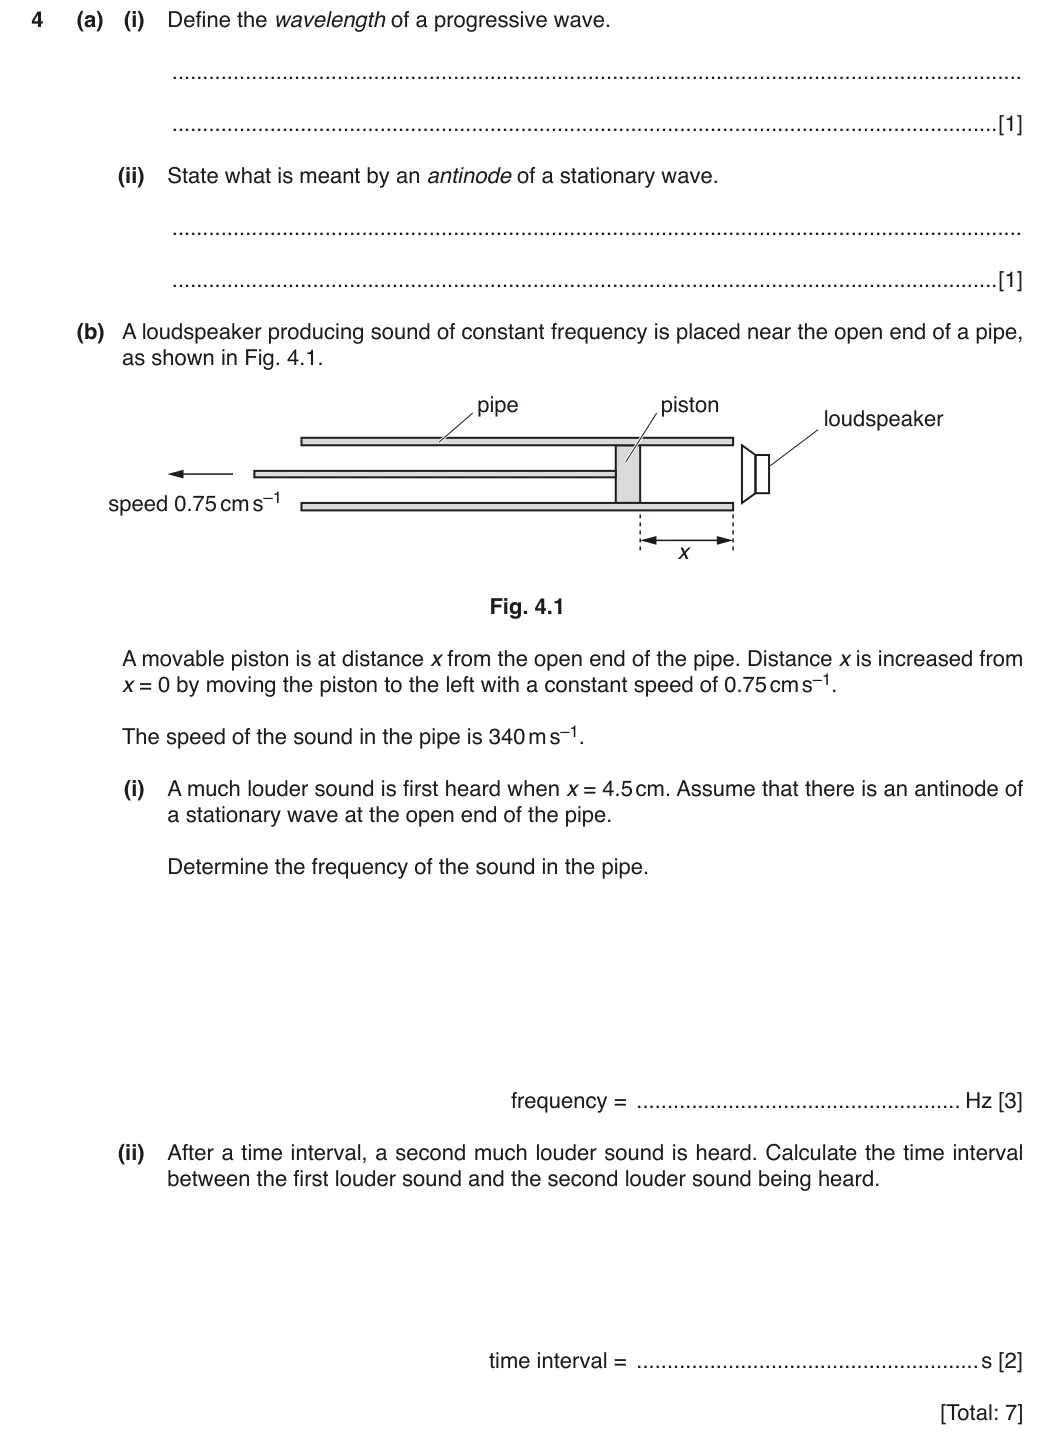 4 (a) (i) Define the wavelength of a progressive wave.
..........................................................................................................................................
......................................................................................................................................[1]
(ii) State what is meant by an antinode of a stationary wave.
..........................................................................................................................................
......................................................................................................................................[1]
(b) A loudspeaker producing sound of constant frequency is placed near the open end of a pipe,
as shown in Fig. 4.1.
pipe piston loudspeaker
speed 0.75 cm s⁻¹
x
Fig. 4.1
A movable piston is at distance x from the open end of the pipe. Distance x is increased from
x = 0 by moving the piston to the left with a constant speed of 0.75 cm s⁻¹.
The speed of the sound in the pipe is 340 m s⁻¹.
(i) A much louder sound is first heard when x = 4.5 cm. Assume that there is an antinode of
a stationary wave at the open end of the pipe.
Determine the frequency of the sound in the pipe.
frequency = ..................................................... Hz [3]
(ii) After a time interval, a second much louder sound is heard. Calculate the time interval
between the first louder sound and the second louder sound being heard.
time interval = ........................................................ s [2]
[Total: 7]